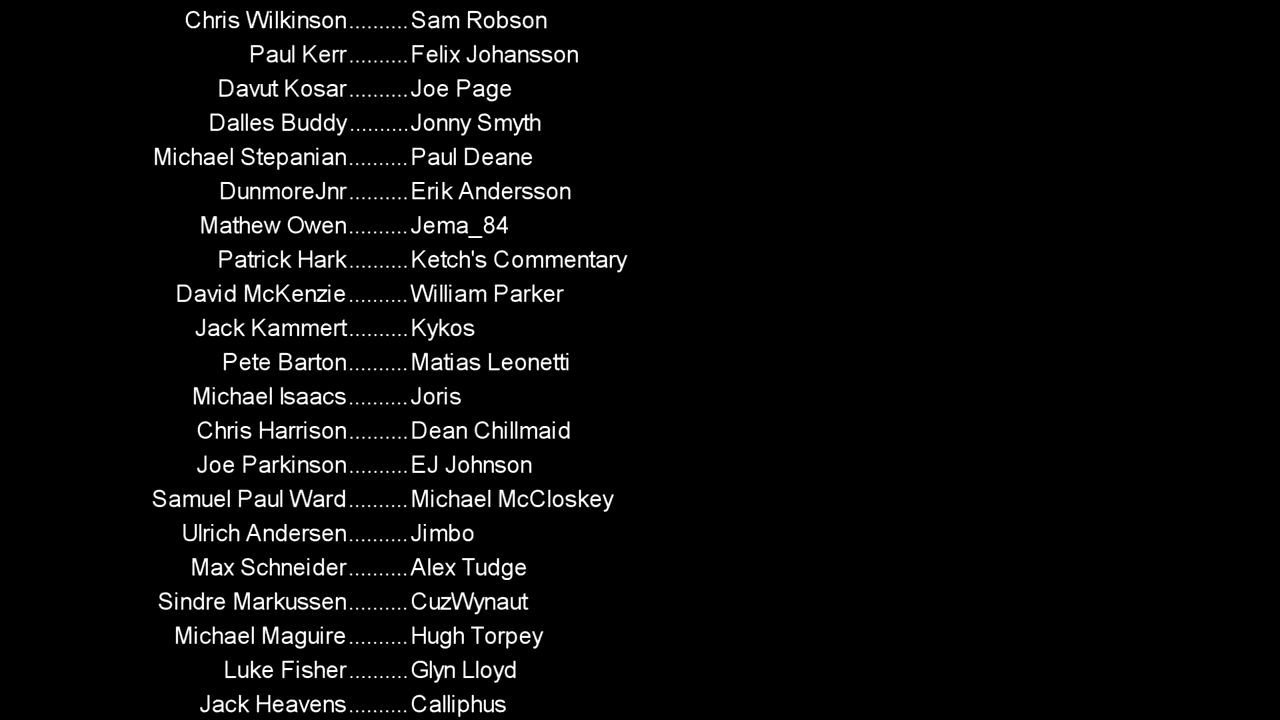 Chris Wilkinson..........Sam Robson
Paul Kerr..........Felix Johansson
Davut Kosar..........Joe Page
Dalles Buddy..........Jonny Smyth
Michael Stepanian..........Paul Deane
DunmoreJnr..........Erik Andersson
Mathew Owen..........Jema_84
Patrick Hark..........Ketch's Commentary
David McKenzie..........William Parker
Jack Kammert..........Kykos
Pete Barton..........Matias Leonetti
Michael Isaacs..........Joris
Chris Harrison..........Dean Chillmaid
Joe Parkinson..........EJ Johnson
Samuel Paul Ward..........Michael McCloskey
Ulrich Andersen..........Jimbo
Max Schneider..........Alex Tudge
Sindre Markussen..........CuzWynaut
Michael Maguire..........Hugh Torpey
Luke Fisher..........Glyn Lloyd
Jack Heavens..........Calliphus